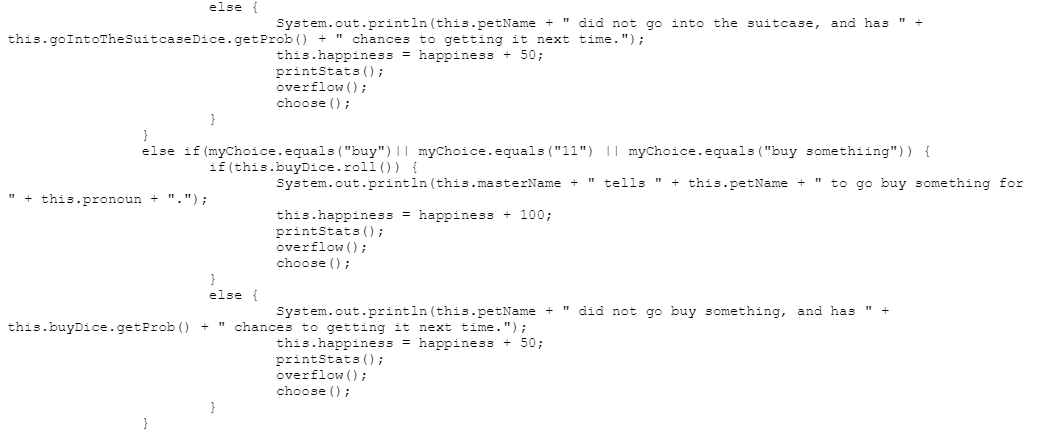 else {
System.out.println(this.petName + " did not go into the suitcase, and has " +
this.goIntoTheSuitcaseDice.getProb() + " chances to getting it next time.");
this.happiness = happiness + 50;
printStats();
overflow();
choose();
}
}
else if(myChoice.equals("buy")|| myChoice.equals("11") || myChoice.equals("buy somethiing")) {
if(this.buyDice.roll()) {
System.out.println(this.masterName + " tells " + this.petName + " to go buy something for
" + this.pronoun + ".");
this.happiness = happiness + 100;
printStats();
overflow();
choose();
}
else {
System.out.println(this.petName + " did not go buy something, and has " +
this.buyDice.getProb() + " chances to getting it next time.");
this.happiness = happiness + 50;
printStats();
overflow();
choose();
}
}